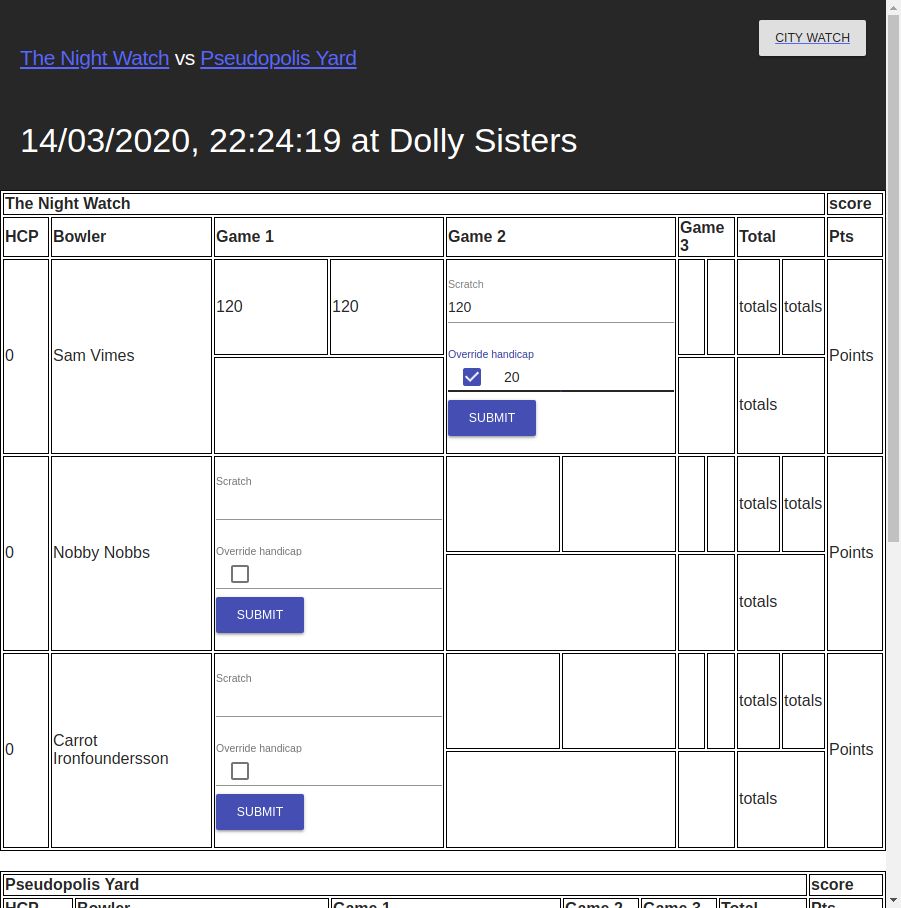 CITY WATCH
The Night Watch vs Pseudopolis Yard
14/03/2020, 22:24:19 at Dolly Sisters
The Night Watch score
HCP Bowler Game 1 Game 2 Game 3 Total Pts
Scratch
120 120 120 totals totals
0 Sam Vimes Points
Override handicap
20
totals
SUBMIT
Scratch
totals totals
0 Nobby Nobbs Points
Override handicap
totals
SUBMIT
Scratch
totals totals
0 Carrot Ironfoundersson Points
Override handicap
totals
SUBMIT
Pseudopolis Yard score
HCP Bowler Game 1 Game 2 Game 3 Total Pts